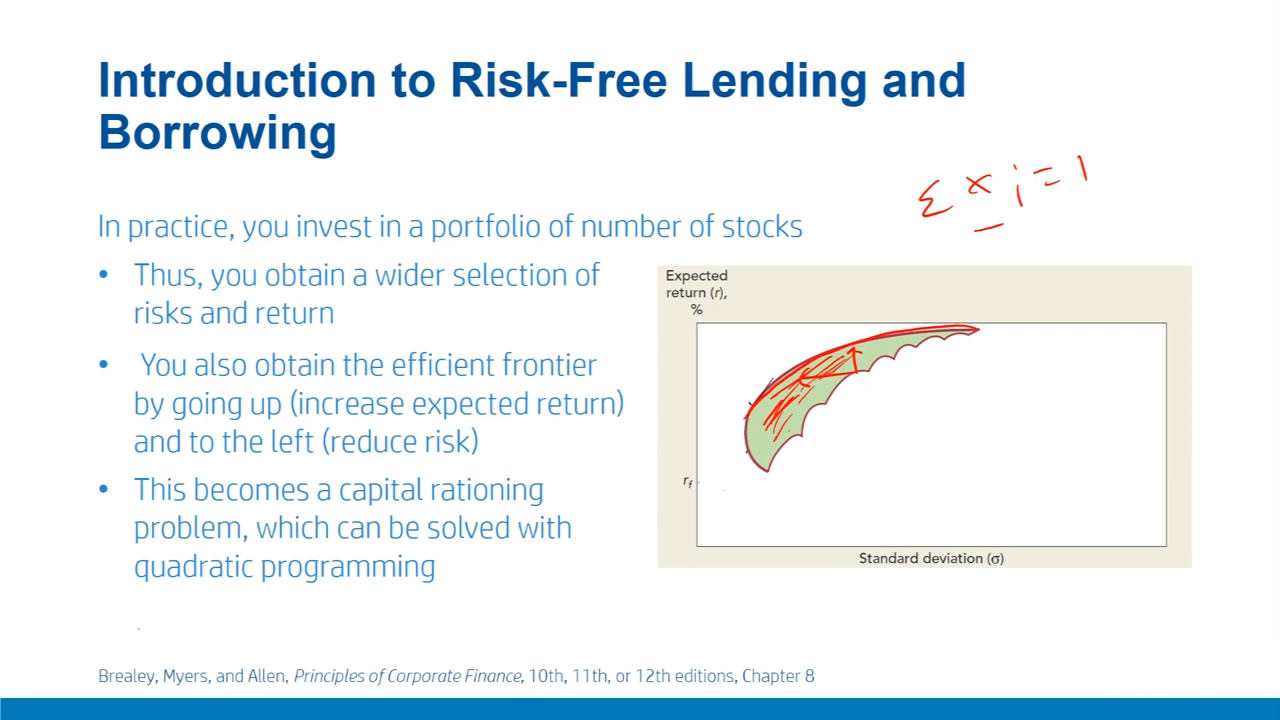 Introduction to Risk-Free Lending and
Borrowing
Σ x i = 1
In practice, you invest in a portfolio of number of stocks
• Thus, you obtain a wider selection of
risks and return
• You also obtain the efficient frontier
by going up (increase expected return)
and to the left (reduce risk)
• This becomes a capital rationing
problem, which can be solved with
quadratic programming
Expected
return (r),
%
rf
Standard deviation (σ)
Brealey, Myers, and Allen, Principles of Corporate Finance, 10th, 11th, or 12th editions, Chapter 8